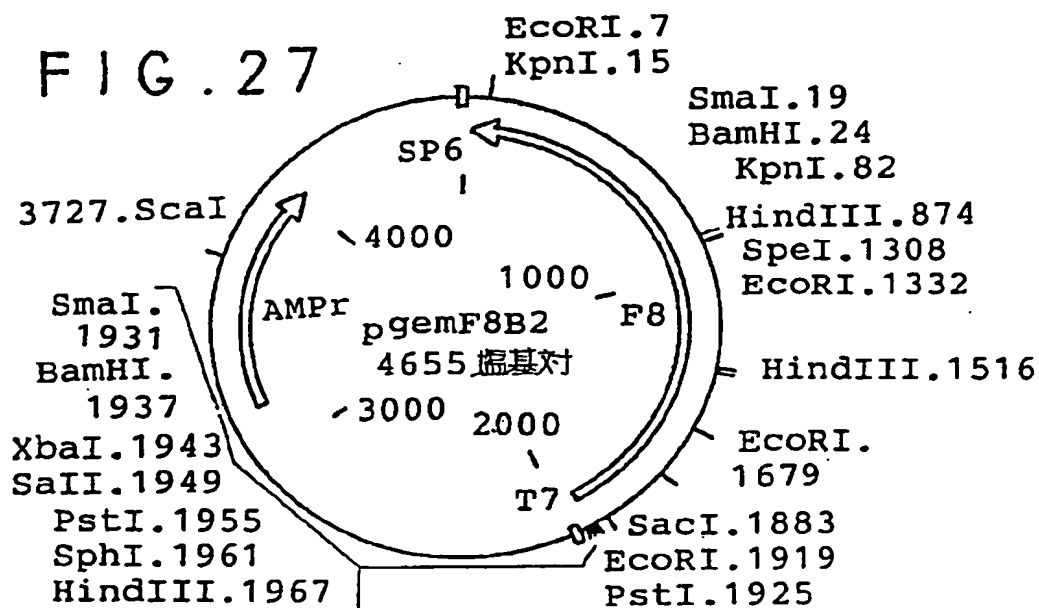 FIG. 27
EcoRI.7
KpnI.15
SmaI.19
BamHI.24
KpnI.82
SP6
3727.ScaI
HindIII.874
SpeI.1308
EcoRI.1332
4000
1000
SmaI.
1931
AMPr
F8
pgemF8B2
4655塩基対
BamHI.
1937
HindIII.1516
3000
2000
XbaI.1943
SalI.1949
PstI.1955
SphI.1961
HindIII.1967
EcoRI.
1679
T7
SacI.1883
EcoRI.1919
PstI.1925